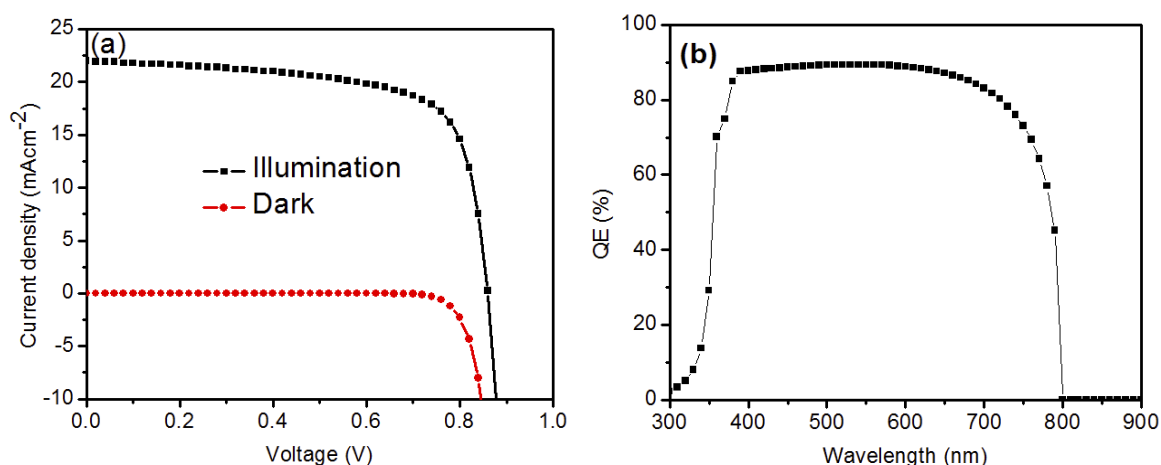 (a)
25
20
15
10
5
0
-5
-10
Current density (mAcm⁻²)
0.0 0.2 0.4 0.6 0.8 1.0
Voltage (V)
Illumination
Dark
(b)
100
80
60
40
20
0
QE (%)
300 400 500 600 700 800 900
Wavelength (nm)